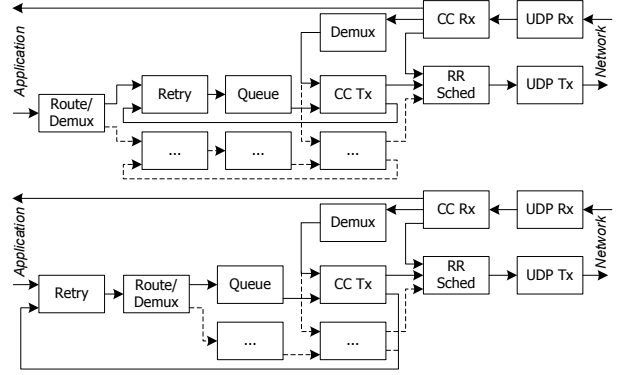 CC Rx
UDP Rx
Demux
Application
Network
Retry
Queue
CC Tx
RR
Sched
UDP Tx
Route/
Demux
...
...
...
CC Rx
UDP Rx
Demux
Application
Network
Retry
Route/
Demux
Queue
CC Tx
RR
Sched
UDP Tx
...
...